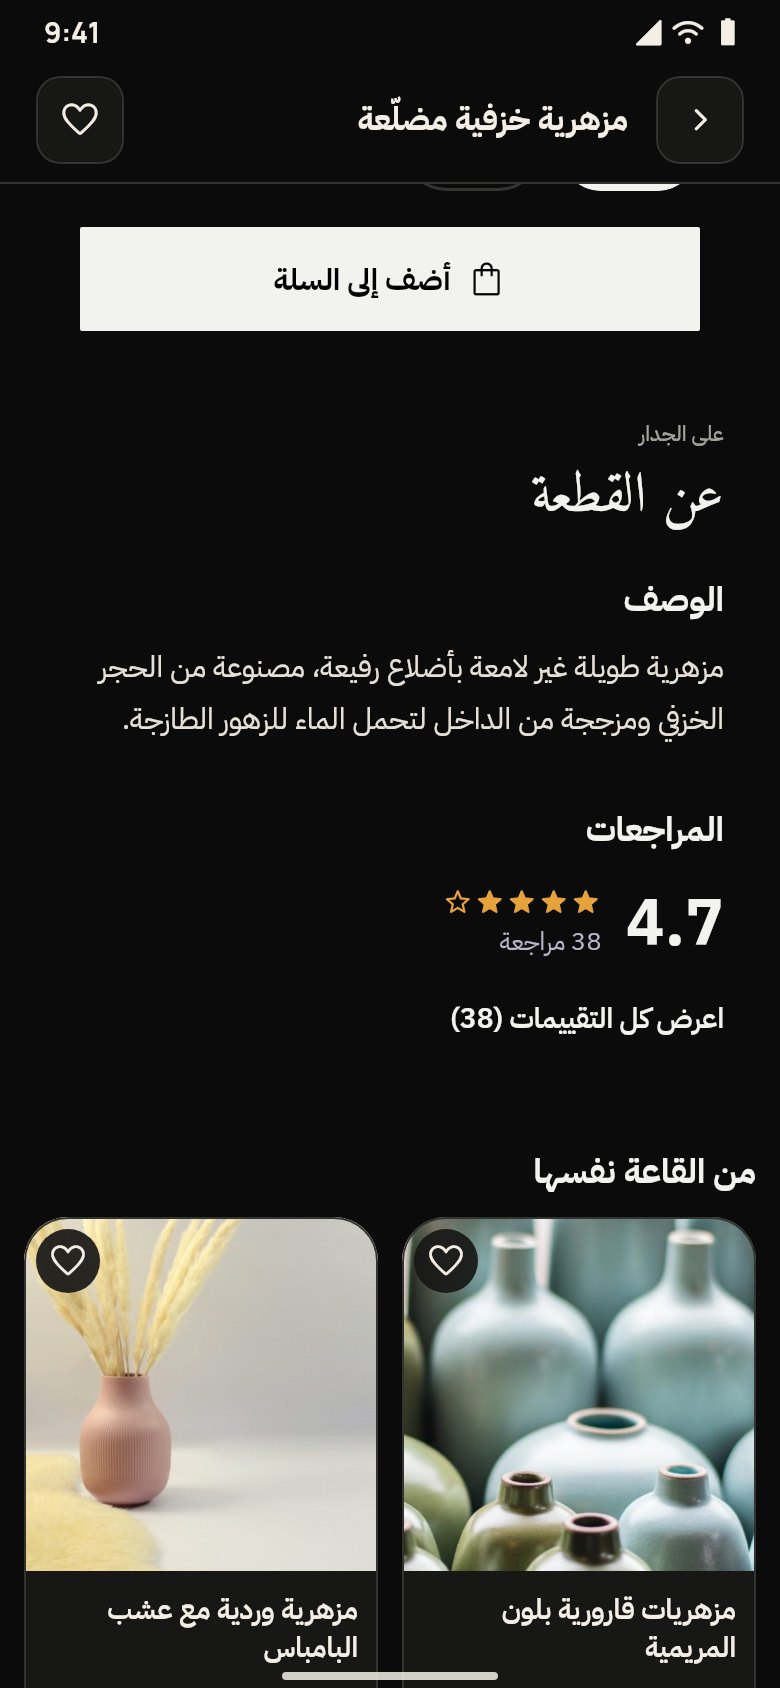 9:41
مزهرية خزفية مضلّعة
أضف إلى السلة
على الجدار
عن القطعة
الوصف
مزهرية طويلة غير لامعة بأضلاع رفيعة، مصنوعة من الحجر
الخزفي ومزججة من الداخل لتحمل الماء للزهور الطازجة.
المراجعات
4.7
38 مراجعة
اعرض كل التقييمات (38)
من القاعة نفسها
مزهريات قارورية بلون
المريمية
مزهرية وردية مع عشب
البامباس